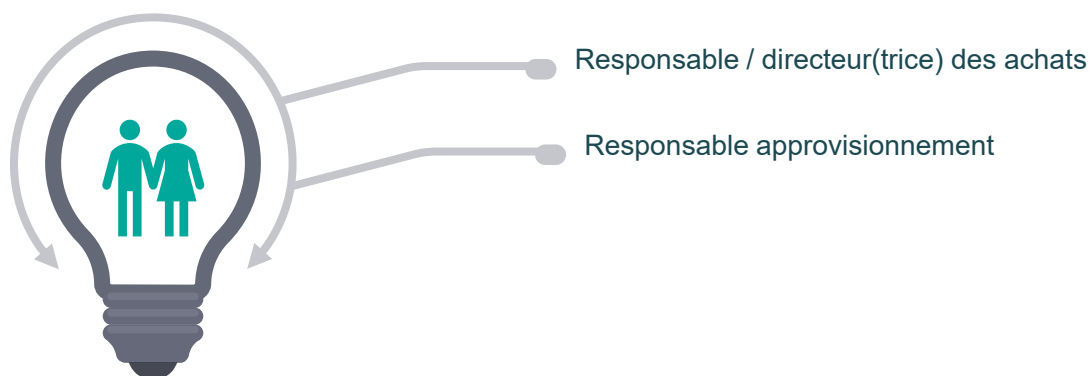 Responsable / directeur(trice) des achats
Responsable approvisionnement